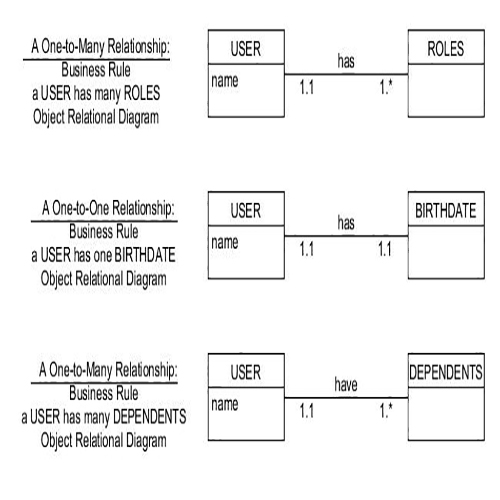 A One-to-Many Relationship:
Business Rule
a USER has many ROLES
Object Relational Diagram
USER
name
has
1.1
1.*
ROLES
A One-to-One Relationship:
Business Rule
a USER has one BIRTHDATE
Object Relational Diagram
USER
name
has
1.1
1.1
BIRTHDATE
A One-to-Many Relationship:
Business Rule
a USER has many DEPENDENTS
Object Relational Diagram
USER
name
have
1.1
1.*
DEPENDENTS